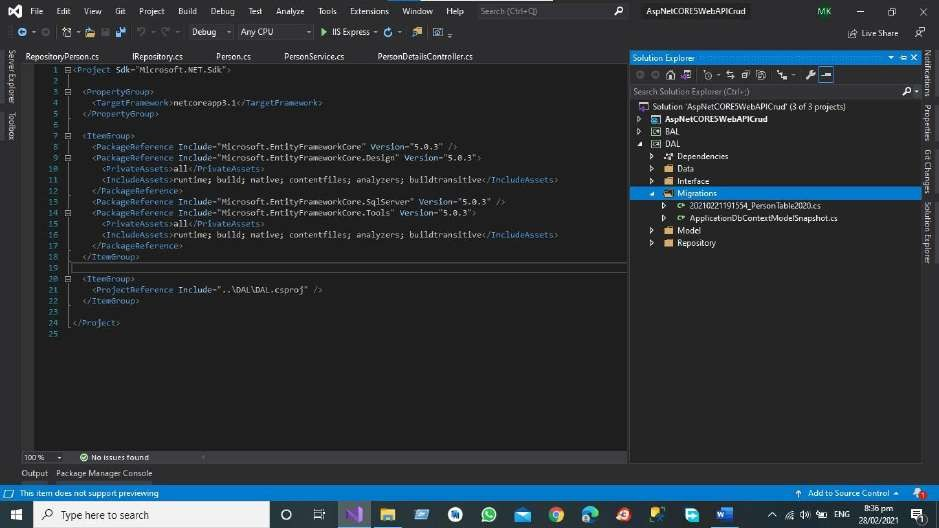 File Edit View Git Project Build Debug Test Analyze Tools Extensions Window Help Search (Ctrl+Q) AspNetCORE5WebAPICrud MK
Debug Any CPU IIS Express Live Share
RepositoryPerson.cs IRepository.cs Person.cs PersonService.cs PersonDetailsController.cs
Server Explorer
Toolbox
1 <Project Sdk="Microsoft.NET.Sdk">
2
3 <PropertyGroup>
4 <TargetFramework>netcoreapp3.1</TargetFramework>
5 </PropertyGroup>
6
7 <ItemGroup>
8 <PackageReference Include="Microsoft.EntityFrameworkCore" Version="5.0.3" />
9 <PackageReference Include="Microsoft.EntityFrameworkCore.Design" Version="5.0.3">
10 <PrivateAssets>all</PrivateAssets>
11 <IncludeAssets>runtime; build; native; contentfiles; analyzers; buildtransitive</IncludeAssets>
12 </PackageReference>
13 <PackageReference Include="Microsoft.EntityFrameworkCore.SqlServer" Version="5.0.3" />
14 <PackageReference Include="Microsoft.EntityFrameworkCore.Tools" Version="5.0.3">
15 <PrivateAssets>all</PrivateAssets>
16 <IncludeAssets>runtime; build; native; contentfiles; analyzers; buildtransitive</IncludeAssets>
17 </PackageReference>
18 </ItemGroup>
19
20 <ItemGroup>
21 <ProjectReference Include="..\DAL\DAL.csproj" />
22 </ItemGroup>
23
24 </Project>
25
100 % No issues found
Output Package Manager Console
Solution Explorer
Search Solution Explorer (Ctrl+;)
Solution 'AspNetCORE5WebAPICrud' (3 of 3 projects)
AspNetCORE5WebAPICrud
BAL
DAL
Dependencies
Data
Interface
Migrations
20210221191554_PersonTable2020.cs
ApplicationDbContextModelSnapshot.cs
Model
Repository
Notifications
Properties
Git Changes
Solution Explorer
This item does not support previewing Add to Source Control 1
Type here to search ENG 8:36 pm
28/02/2021 1